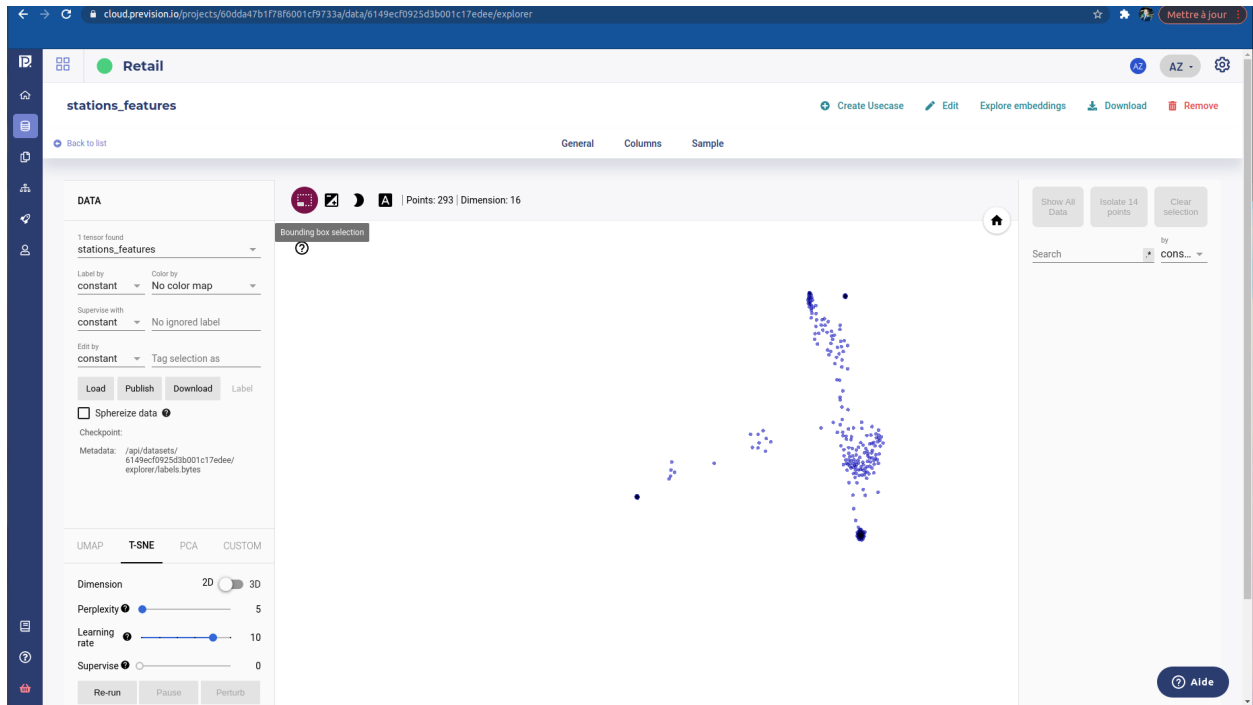 cloud.prevision.io/projects/60dda47b1f78f6001cf9733a/data/6149ecf0925d3b001c17edee/explorer
Mettre à jour
Retail
AZ
AZ
stations_features
Create Usecase
Edit
Explore embeddings
Download
Remove
Back to list
General
Columns
Sample
DATA
A
Points: 293 | Dimension: 16
Bounding box selection
1 tensor found
stations_features
Label by
Color by
constant
No color map
Supervise with
constant
No ignored label
Edit by
constant
Tag selection as
Load
Publish
Download
Label
Sphereize data
Checkpoint:
Metadata:
/api/datasets/
6149ecf0925d3b001c17edee/
explorer/labels.bytes
UMAP
T-SNE
PCA
CUSTOM
Dimension
2D
3D
Perplexity
5
Learning
rate
10
Supervise
0
Re-run
Pause
Perturb
Show All
Data
Isolate 14
points
Clear
selection
Search
.*
by
cons...
Aide